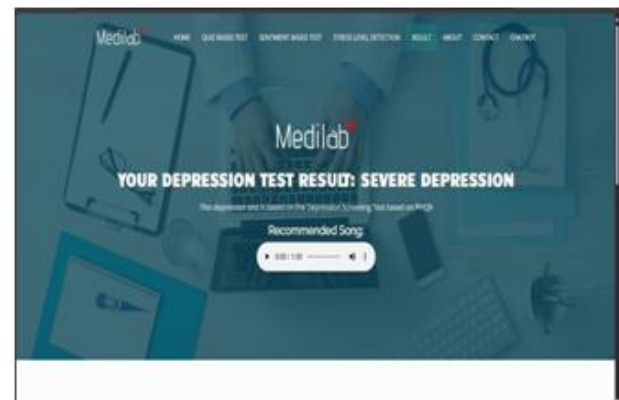 Medilab
HOME QUIZ BASED TEST SENTIMENT BASED TEST STRESS LEVEL DETECTION RESULT ABOUT CONTACT CHATBOT
Medilab
YOUR DEPRESSION TEST RESULT: SEVERE DEPRESSION
This depression test is based on the Depression Screening Test based on
Recommended Song:
0:00 / 1:00